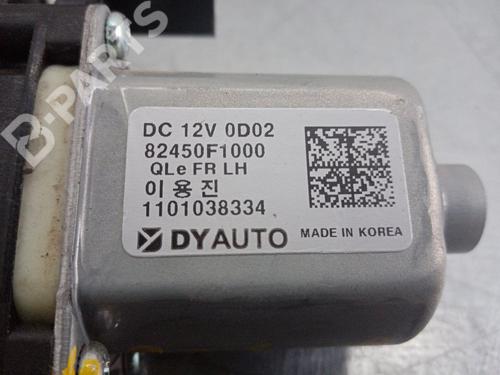 B-PARTS
DC 12V 0D02
82450F1000
QLe FR LH
이용진
1101038334
DYAUTO MADE IN KOREA